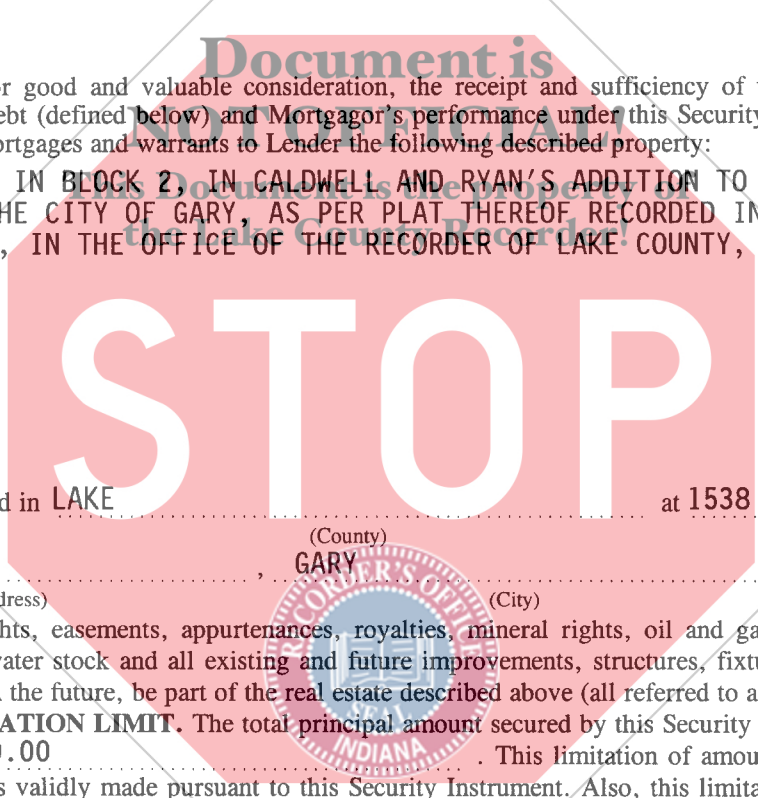 Document is
or good and valuable consideration, the receipt and sufficiency of
ebt (defined below) and Mortgagor's performance under this Security
NOT OFFICIAL!
ortgages and warrants to Lender the following described property:
IN BLOCK 2, IN CALDWELL AND RYAN'S ADDITION TO
This Document is the property of
HE CITY OF GARY, AS PER PLAT THEREOF RECORDED IN
the Lake County Recorder!
, IN THE OFFICE OF THE RECORDER OF LAKE COUNTY,
STOP
d in LAKE at 1538
(County)
, GARY
dress) (City)
hts, easements, appurtenances, royalties, mineral rights, oil and ga
vater stock and all existing and future improvements, structures, fixtu
the future, be part of the real estate described above (all referred to a
ATION LIMIT. The total principal amount secured by this Security
0.00 . This limitation of amou
s validly made pursuant to this Security Instrument. Also, this limita
RECORDER'S OFFICE
SEAL
INDIANA